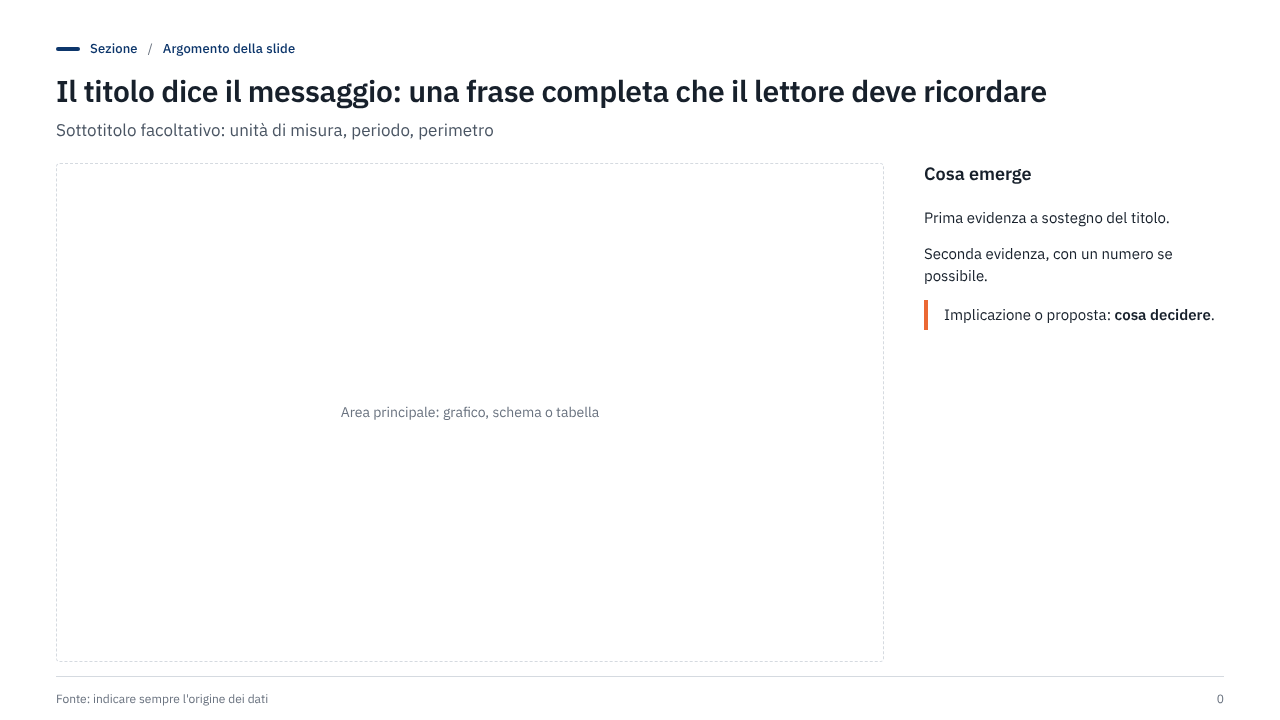 Sezione / Argomento della slide
Il titolo dice il messaggio: una frase completa che il lettore deve ricordare
Sottotitolo facoltativo: unità di misura, periodo, perimetro
Area principale: grafico, schema o tabella
Cosa emerge
Prima evidenza a sostegno del titolo.
Seconda evidenza, con un numero se
possibile.
Implicazione o proposta: cosa decidere.
Fonte: indicare sempre l'origine dei dati
0